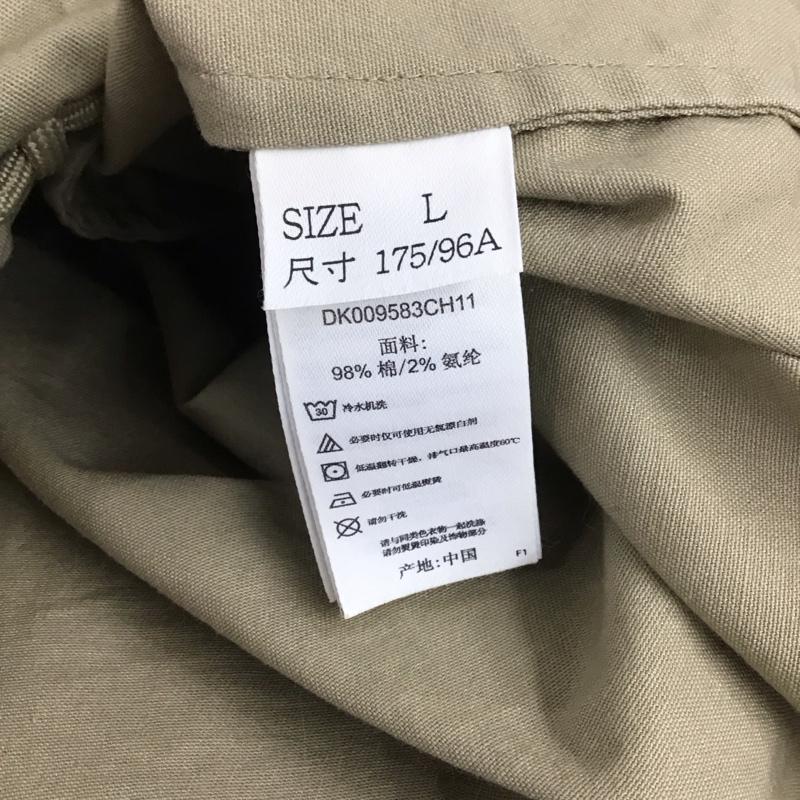 SIZE L
尺寸 175/96A
DK009583CH11
面料:
98% 棉/2% 氨纶
30 冷水机洗
必要时仅可使用无氯漂白剂
低温翻转干燥，排气口最高温度60℃
必要时可低温熨烫
请勿干洗
请与同类色衣物一起洗涤
请勿熨烫印染及饰物部分
产地:中国 F1